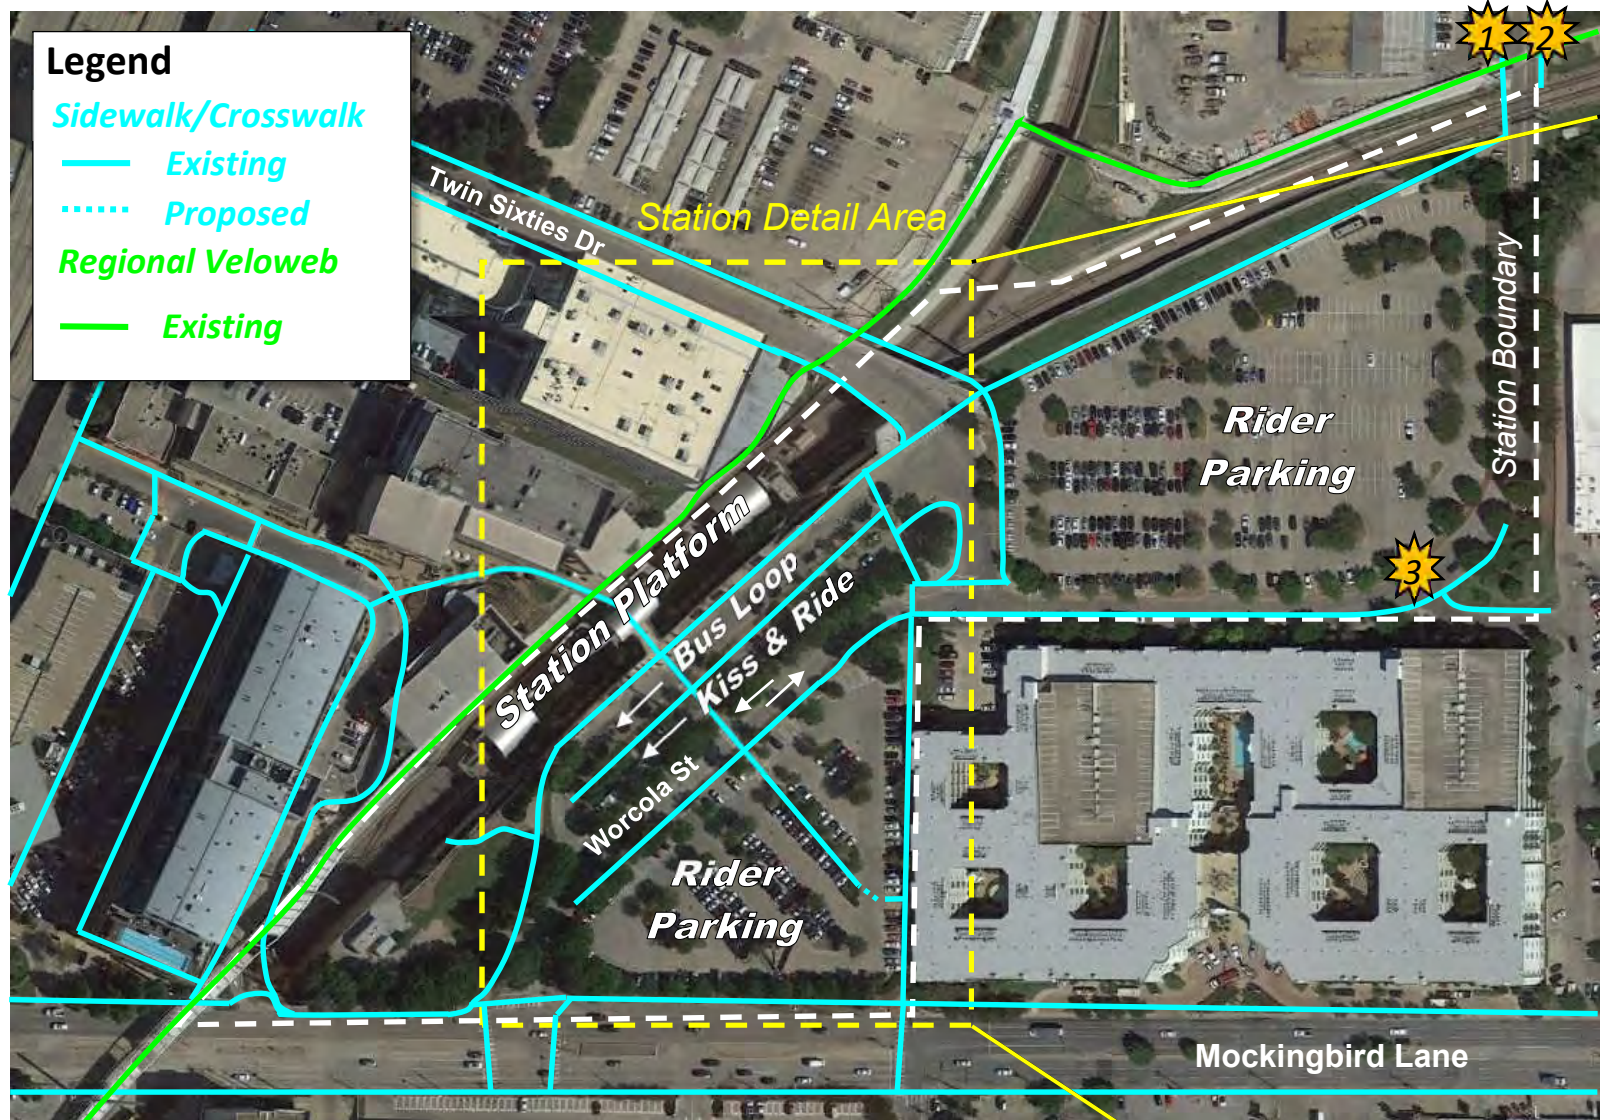 Legend
Sidewalk/Crosswalk
Existing
Proposed
Regional Veloweb
Existing
1
2
Twin Sixties Dr
Station Detail Area
Station Boundary
Rider
Parking
3
Station Platform
Bus Loop
Kiss & Ride
Worcola St
Rider
Parking
Mockingbird Lane